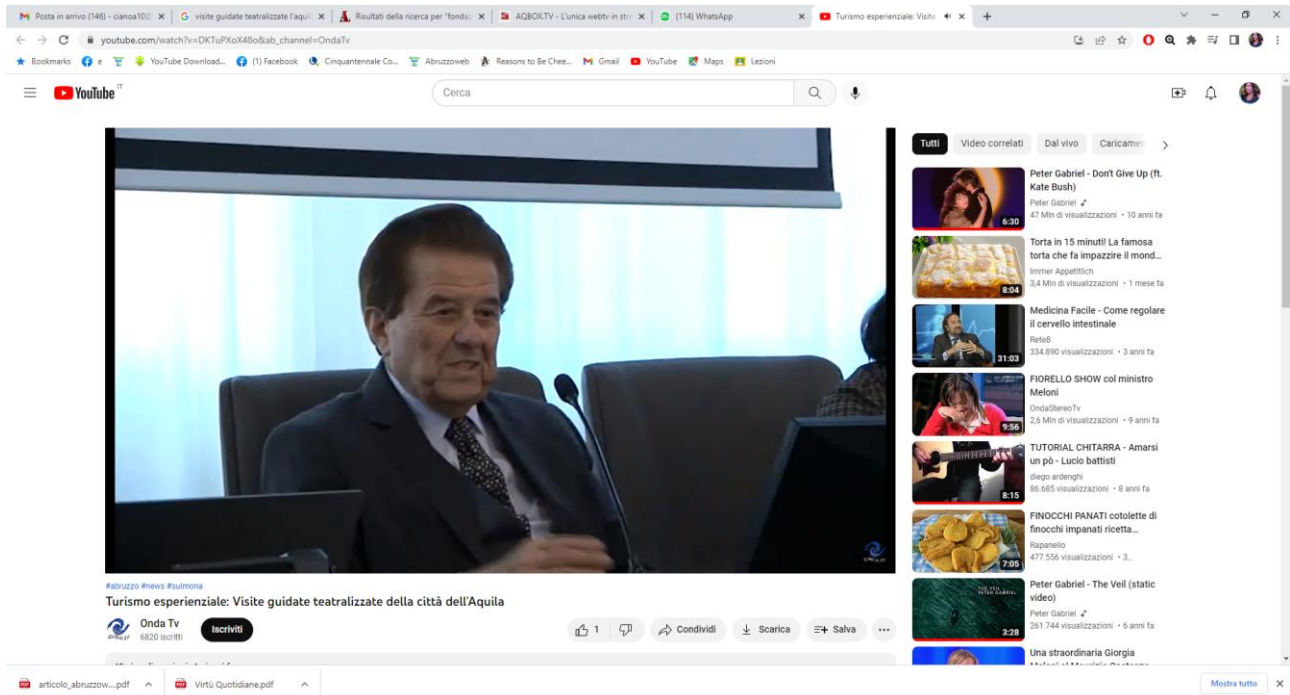 Posta in arrivo (146) - cianoa10
visite guidate teatralizzate l'aquil
Risultati della ricerca per "fonda
AQBOX.TV - L'unica webtv in stre
(114) WhatsApp
Turismo esperienziale: Visite
youtube.com/watch?v=DKTuPXoX48o&ab_channel=OndaTv
Bookmarks
e
YouTube Download...
(1) Facebook
Cinquantennale Co...
Abruzzoweb
Reasons to Be Chee...
Gmail
YouTube
Maps
Lezioni
YouTube IT
Cerca
Tutti
Video correlati
Dal vivo
Caricamen
Peter Gabriel - Don't Give Up (ft.
Kate Bush)
Peter Gabriel
47 Mln di visualizzazioni • 10 anni fa
6:30
Torta in 15 minuti! La famosa
torta che fa impazzire il mond...
Immer Appetitlich
3,4 Mln di visualizzazioni • 1 mese fa
8:04
Medicina Facile - Come regolare
il cervello intestinale
Rete8
334.890 visualizzazioni • 3 anni fa
31:03
FIORELLO SHOW col ministro
Meloni
OndaStereoTv
2,6 Mln di visualizzazioni • 9 anni fa
9:56
TUTORIAL CHITARRA - Amarsi
un pò - Lucio battisti
diego ardenghi
86.685 visualizzazioni • 8 anni fa
8:15
FINOCCHI PANATI cotolette di
finocchi impanati ricetta...
Rapanello
477.556 visualizzazioni • 3...
7:05
Peter Gabriel - The Veil (static
video)
Peter Gabriel
261.744 visualizzazioni • 6 anni fa
3:28
Una straordinaria Giorgia
#abruzzo #news #sulmona
Turismo esperienziale: Visite guidate teatralizzate della città dell'Aquila
Onda Tv
6820 iscritti
Iscriviti
1
Condividi
Scarica
Salva
articolo_abruzzow....pdf
Virtù Quotidiane.pdf
Mostra tutto